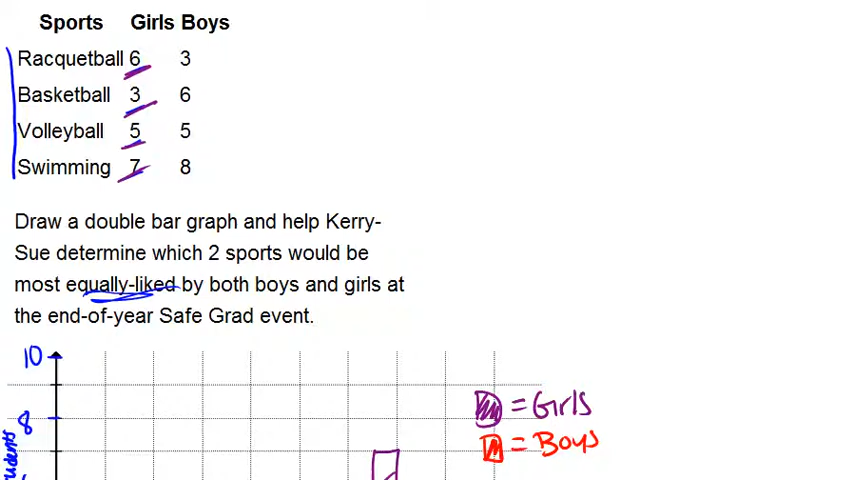 Sports Girls Boys
Racquetball 6 3
Basketball 3 6
Volleyball 5 5
Swimming 7 8
Draw a double bar graph and help Kerry-
Sue determine which 2 sports would be
most equally-liked by both boys and girls at
the end-of-year Safe Grad event.
10
= Girls
8
= Boys